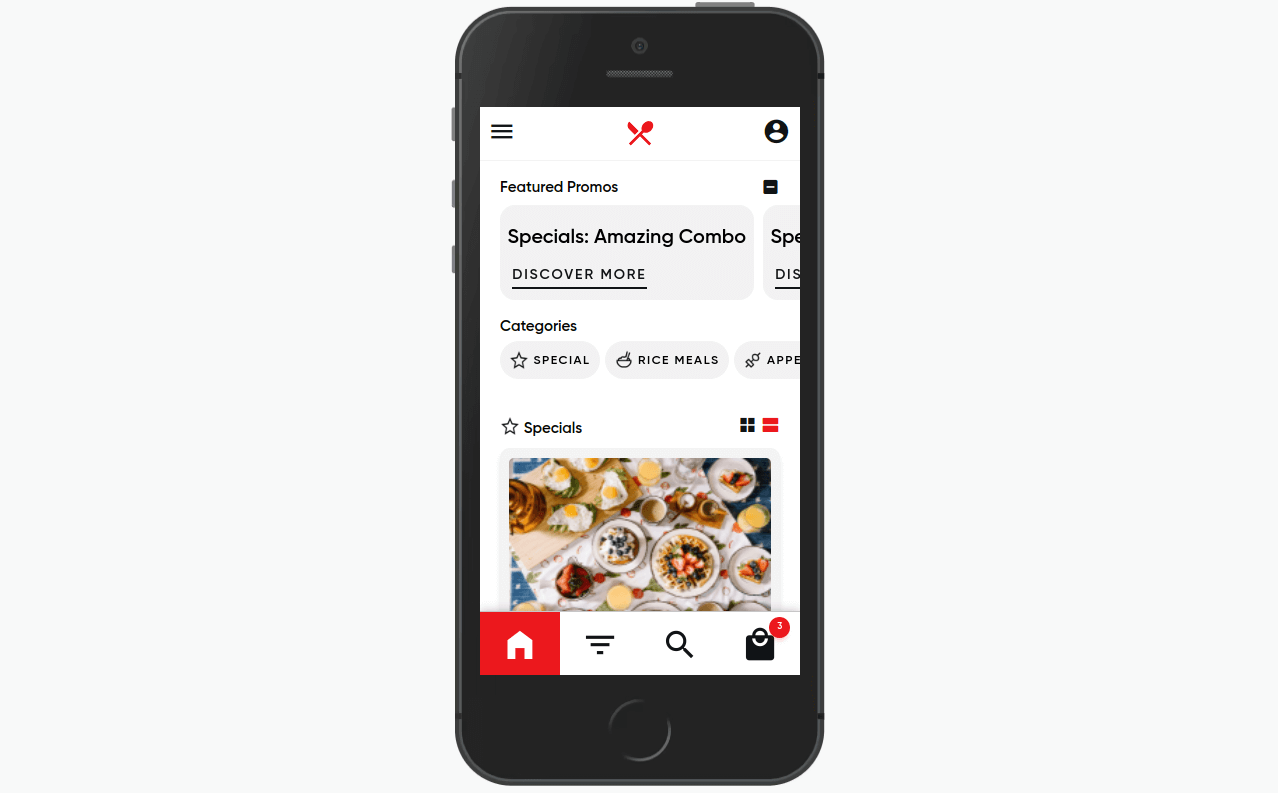 Featured Promos
Specials: Amazing Combo
DISCOVER MORE
Spe
DIS
Categories
SPECIAL
RICE MEALS
APPE
Specials
3